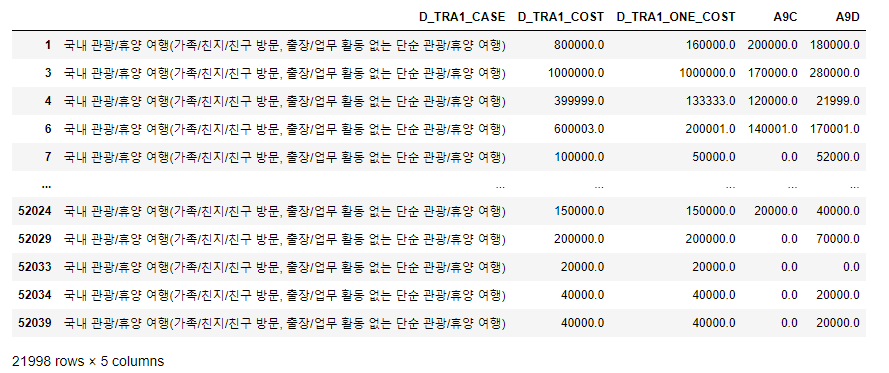 D_TRA1_CASE D_TRA1_COST D_TRA1_ONE_COST A9C A9D
1 국내 관광/휴양 여행(가족/친지/친구 방문, 출장/업무 활동 없는 단순 관광/휴양 여행) 800000.0 160000.0 200000.0 180000.0
3 국내 관광/휴양 여행(가족/친지/친구 방문, 출장/업무 활동 없는 단순 관광/휴양 여행) 1000000.0 1000000.0 170000.0 280000.0
4 국내 관광/휴양 여행(가족/친지/친구 방문, 출장/업무 활동 없는 단순 관광/휴양 여행) 399999.0 133333.0 120000.0 21999.0
6 국내 관광/휴양 여행(가족/친지/친구 방문, 출장/업무 활동 없는 단순 관광/휴양 여행) 600003.0 200001.0 140001.0 170001.0
7 국내 관광/휴양 여행(가족/친지/친구 방문, 출장/업무 활동 없는 단순 관광/휴양 여행) 100000.0 50000.0 0.0 52000.0
... ... ... ... ... ...
52024 국내 관광/휴양 여행(가족/친지/친구 방문, 출장/업무 활동 없는 단순 관광/휴양 여행) 150000.0 150000.0 20000.0 40000.0
52029 국내 관광/휴양 여행(가족/친지/친구 방문, 출장/업무 활동 없는 단순 관광/휴양 여행) 200000.0 200000.0 0.0 70000.0
52033 국내 관광/휴양 여행(가족/친지/친구 방문, 출장/업무 활동 없는 단순 관광/휴양 여행) 20000.0 20000.0 0.0 0.0
52034 국내 관광/휴양 여행(가족/친지/친구 방문, 출장/업무 활동 없는 단순 관광/휴양 여행) 40000.0 40000.0 0.0 20000.0
52039 국내 관광/휴양 여행(가족/친지/친구 방문, 출장/업무 활동 없는 단순 관광/휴양 여행) 40000.0 40000.0 0.0 20000.0
21998 rows × 5 columns